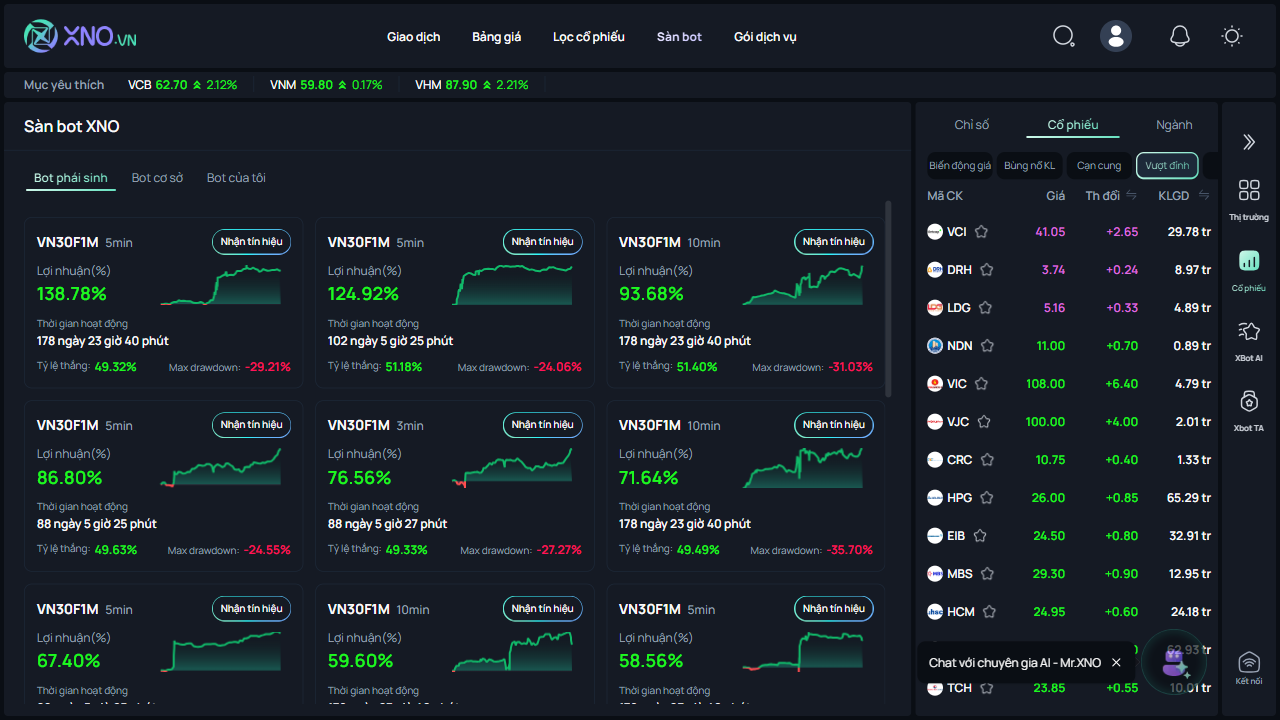 XNO.VN
Giao dịch Bảng giá Lọc cổ phiếu Sàn bot Gói dịch vụ
Mục yêu thích VCB 62.70 2.12% VNM 59.80 0.17% VHM 87.90 2.21%
Sàn bot XNO
Bot phái sinh Bot cơ sở Bot của tôi
VN30F1M 5min Nhận tín hiệu
Lợi nhuận(%)
138.78%
Thời gian hoạt động
178 ngày 23 giờ 40 phút
Tỷ lệ thắng: 49.32% Max drawdown: -29.21%
VN30F1M 5min Nhận tín hiệu
Lợi nhuận(%)
124.92%
Thời gian hoạt động
102 ngày 5 giờ 25 phút
Tỷ lệ thắng: 51.18% Max drawdown: -24.06%
VN30F1M 10min Nhận tín hiệu
Lợi nhuận(%)
93.68%
Thời gian hoạt động
178 ngày 23 giờ 40 phút
Tỷ lệ thắng: 51.40% Max drawdown: -31.03%
VN30F1M 5min Nhận tín hiệu
Lợi nhuận(%)
86.80%
Thời gian hoạt động
88 ngày 5 giờ 25 phút
Tỷ lệ thắng: 49.63% Max drawdown: -24.55%
VN30F1M 3min Nhận tín hiệu
Lợi nhuận(%)
76.56%
Thời gian hoạt động
88 ngày 5 giờ 27 phút
Tỷ lệ thắng: 49.33% Max drawdown: -27.27%
VN30F1M 10min Nhận tín hiệu
Lợi nhuận(%)
71.64%
Thời gian hoạt động
178 ngày 23 giờ 40 phút
Tỷ lệ thắng: 49.49% Max drawdown: -35.70%
VN30F1M 5min Nhận tín hiệu
Lợi nhuận(%)
67.40%
Thời gian hoạt động
VN30F1M 10min Nhận tín hiệu
Lợi nhuận(%)
59.60%
Thời gian hoạt động
VN30F1M 5min Nhận tín hiệu
Lợi nhuận(%)
58.56%
Thời gian hoạt động
Chỉ số Cổ phiếu Ngành
Biến động giá Bùng nổ KL Cạn cung Vượt đỉnh
Mã CK Giá Th đổi KLGD
VCI 41.05 +2.65 29.78 tr
DRH 3.74 +0.24 8.97 tr
LDG 5.16 +0.33 4.89 tr
NDN 11.00 +0.70 0.89 tr
VIC 108.00 +6.40 4.79 tr
VJC 100.00 +4.00 2.01 tr
CRC 10.75 +0.40 1.33 tr
HPG 26.00 +0.85 65.29 tr
EIB 24.50 +0.80 32.91 tr
MBS 29.30 +0.90 12.95 tr
HCM 24.95 +0.60 24.18 tr
Chat với chuyên gia AI - Mr.XNO
TCH 23.85 +0.55 10.01 tr
Thị trường
Cổ phiếu
XBot AI
Xbot TA
Kết nối